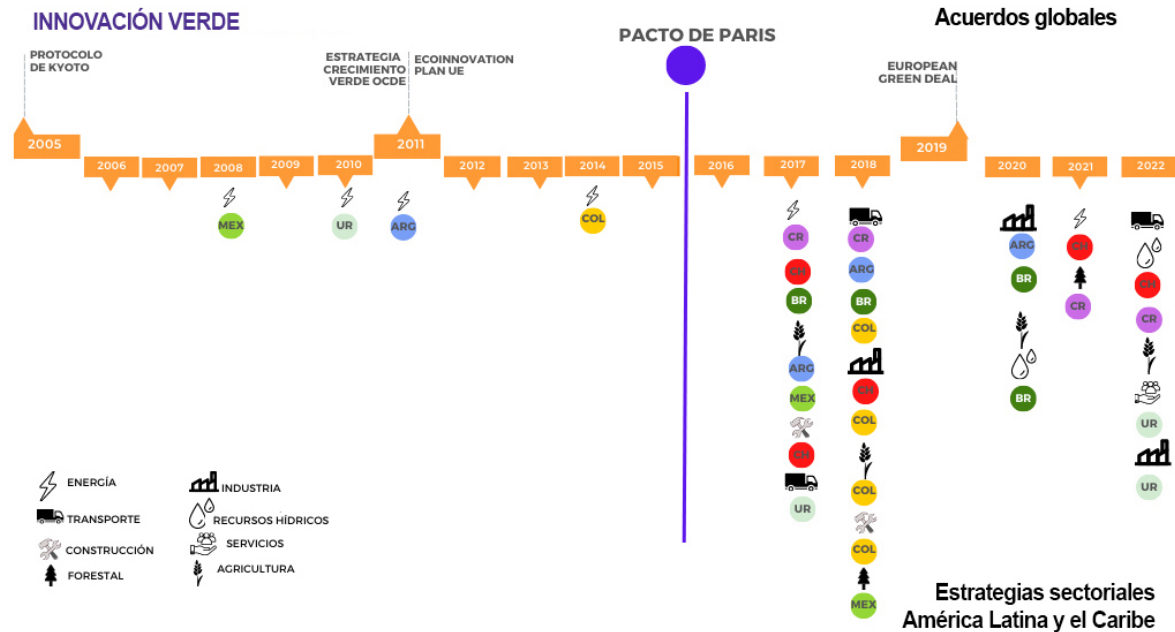 INNOVACIÓN VERDE
Acuerdos globales
PACTO DE PARIS
PROTOCOLO
DE KYOTO
ESTRATEGIA
CRECIMIENTO
VERDE OCDE
ECOINNOVATION
PLAN UE
EUROPEAN
GREEN DEAL
2005
2006
2007
2008
2009
2010
2011
2012
2013
2014
2015
2016
2017
2018
2019
2020
2021
2022
MEX
UR
ARG
COL
CR
CH
BR
ARG
MEX
CH
UR
CR
ARG
BR
COL
CH
COL
COL
COL
MEX
ARG
BR
BR
CH
CR
CH
CR
UR
UR
ENERGÍA
TRANSPORTE
CONSTRUCCIÓN
FORESTAL
INDUSTRIA
RECURSOS HÍDRICOS
SERVICIOS
AGRICULTURA
Estrategias sectoriales
América Latina y el Caribe